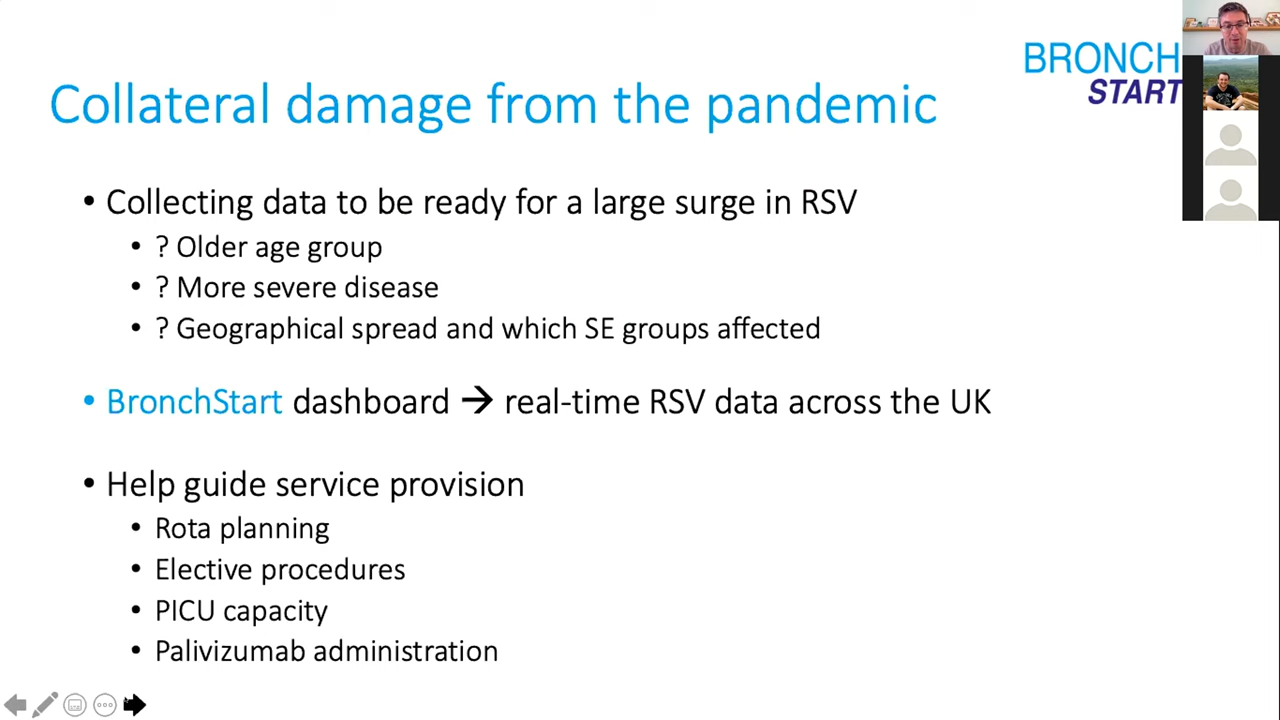 BRONCH
START
Collateral damage from the pandemic
• Collecting data to be ready for a large surge in RSV
• ? Older age group
• ? More severe disease
• ? Geographical spread and which SE groups affected
• BronchStart dashboard → real-time RSV data across the UK
• Help guide service provision
• Rota planning
• Elective procedures
• PICU capacity
• Palivizumab administration